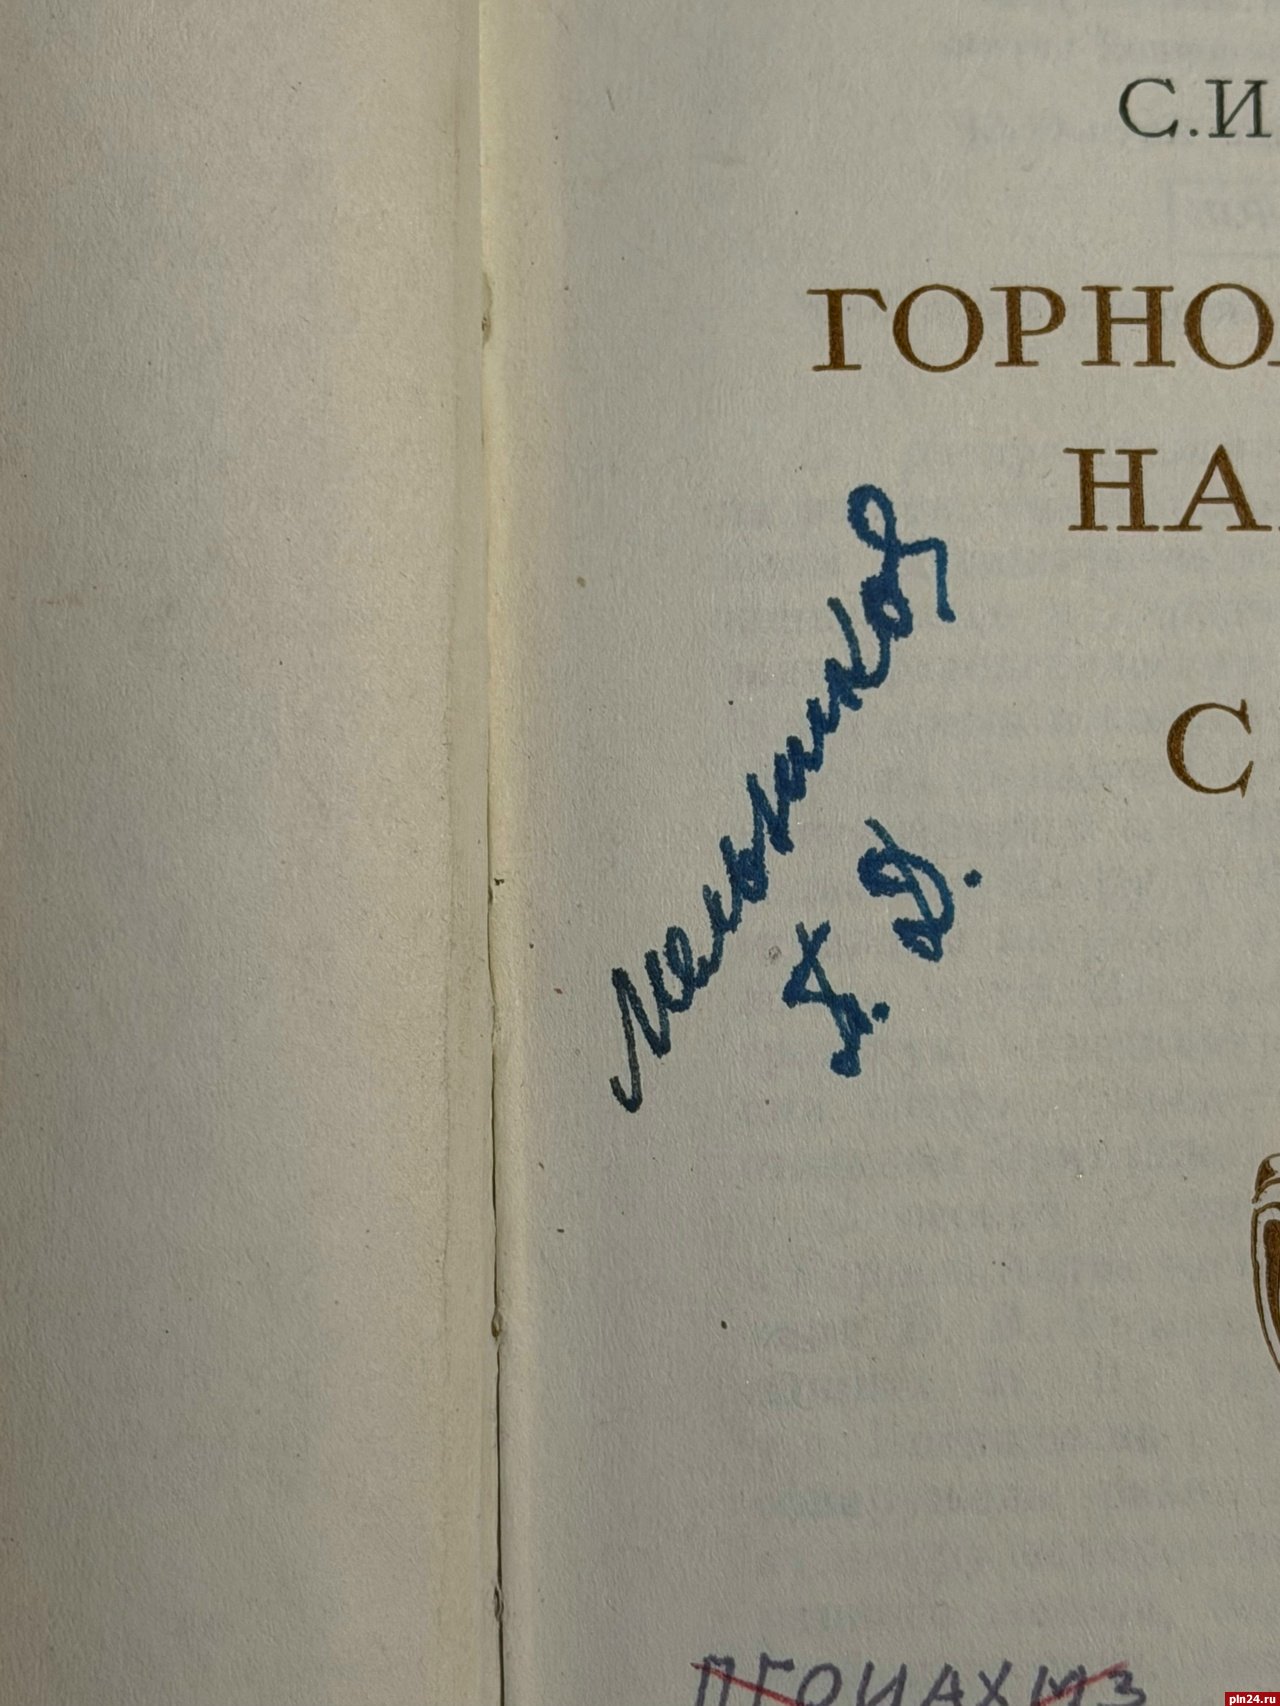 С.И
ГОРНО
НА
С
Мельников
Д. Д.
ПГОИАХМЗ
pln24.ru